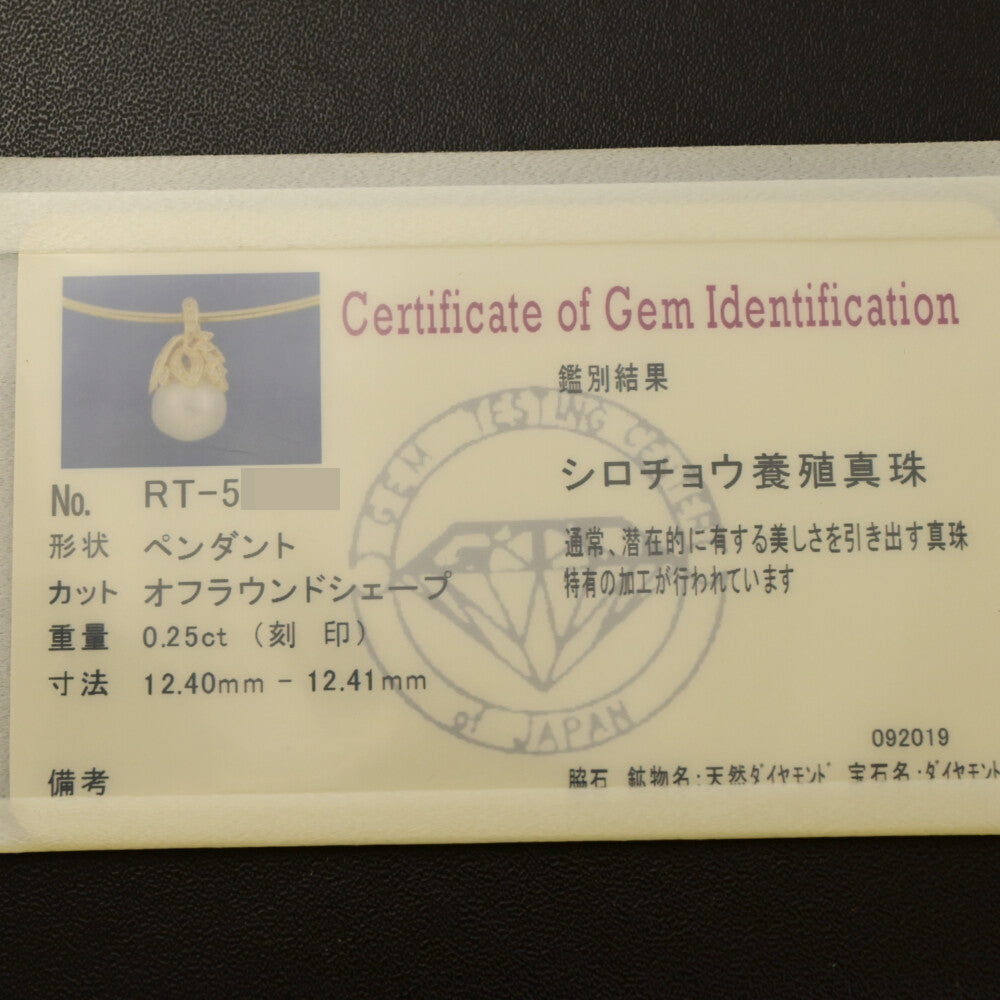 Certificate of Gem Identification
鑑別結果
シロチョウ養殖真珠
通常、潜在的に有する美しさを引き出す真珠
特有の加工が行われています
No. RT-5
形状 ペンダント
カット オフラウンドシェープ
重量 0.25ct (刻 印)
寸法 12.40mm - 12.41mm
GEM TESTING CENTER
of JAPAN
092019
備考
脇石 鉱物名:天然ダイヤモンド 宝石名:ダイヤモンド